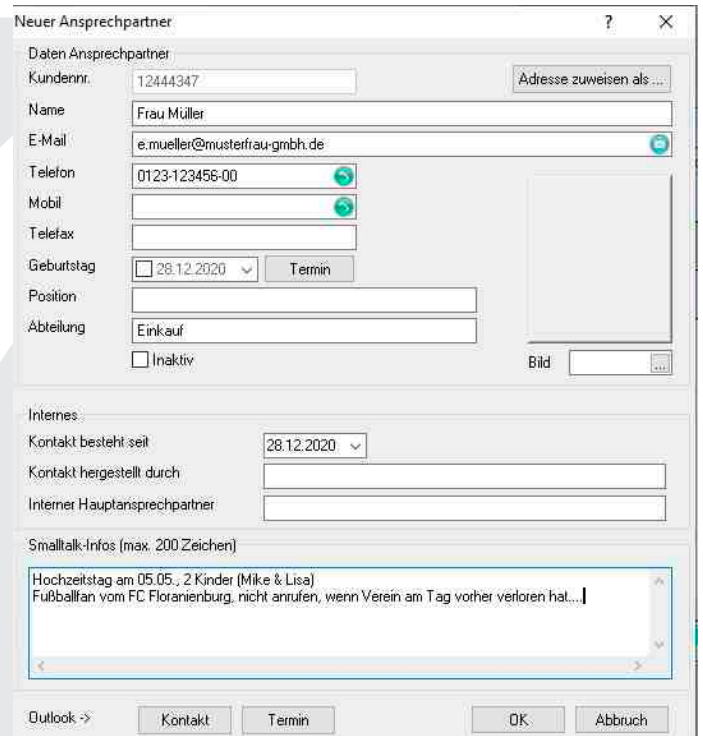 Neuer Ansprechpartner ? X
Daten Ansprechpartner
Kundennr. 12444347 Adresse zuweisen als ...
Name Frau Müller
E-Mail e.mueller@musterfrau-gmbh.de
Telefon 0123-123456-00
Mobil
Telefax
Geburtstag 28.12.2020 Termin
Position
Abteilung Einkauf
Inaktiv Bild ...
Internes
Kontakt besteht seit 28.12.2020
Kontakt hergestellt durch
Interner Hauptansprechpartner
Smalltalk-Infos (max. 200 Zeichen)
Hochzeitstag am 05.05., 2 Kinder (Mike & Lisa)
Fußballfan vom FC Floranienburg, nicht anrufen, wenn Verein am Tag vorher verloren hat....
Outlook -> Kontakt Termin OK Abbruch